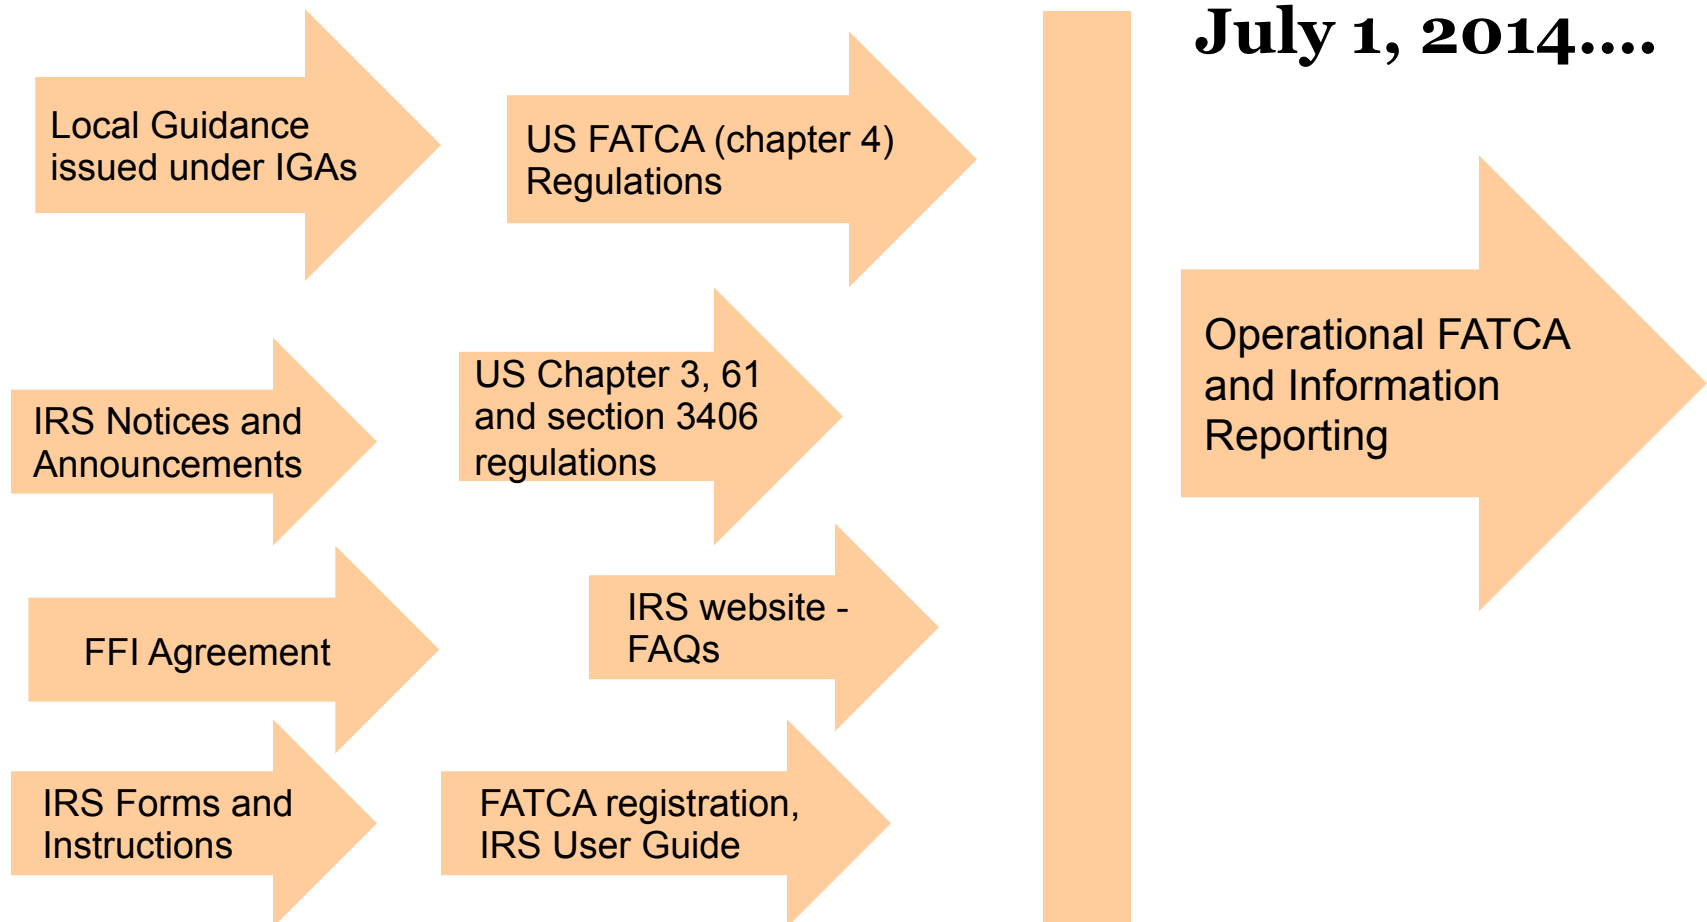 July 1, 2014....
Local Guidance
issued under IGAs
US FATCA (chapter 4)
Regulations
IRS Notices and
Announcements
US Chapter 3, 61
and section 3406
regulations
FFI Agreement
IRS website -
FAQs
IRS Forms and
Instructions
FATCA registration,
IRS User Guide
Operational FATCA
and Information
Reporting